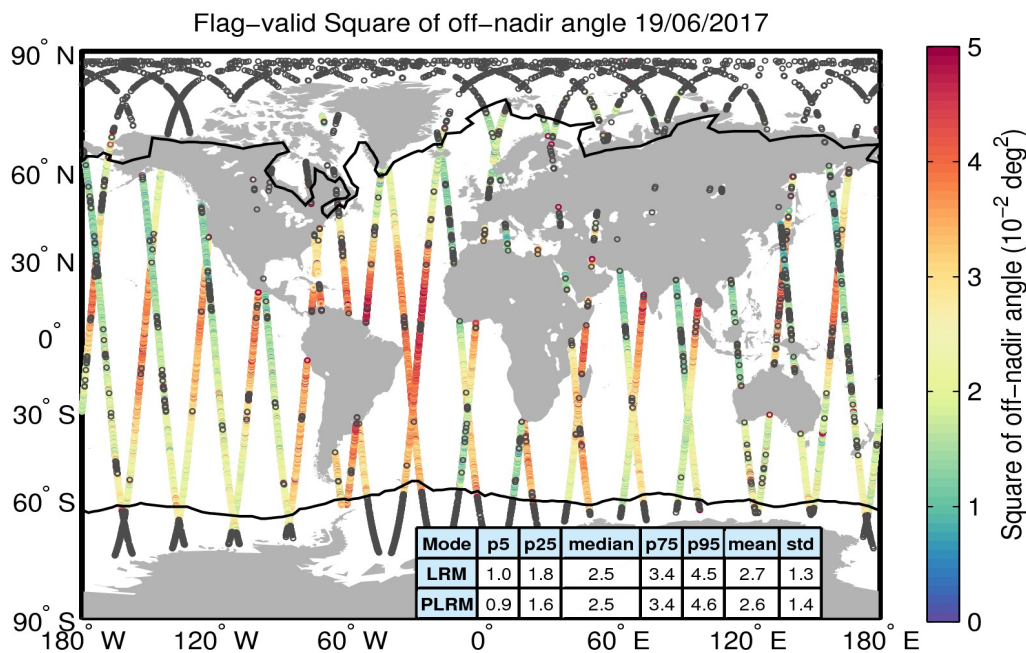 Flag-valid Square of off-nadir angle 19/06/2017
90° N
60° N
30° N
0°
30° S
60° S
90° S
180° W
120° W
60° W
0°
60° E
120° E
180° E
Mode p5 p25 median p75 p95 mean std
LRM 1.0 1.8 2.5 3.4 4.5 2.7 1.3
PLRM 0.9 1.6 2.5 3.4 4.6 2.6 1.4
5
4
3
2
1
0
Square of off-nadir angle (10⁻² deg²)